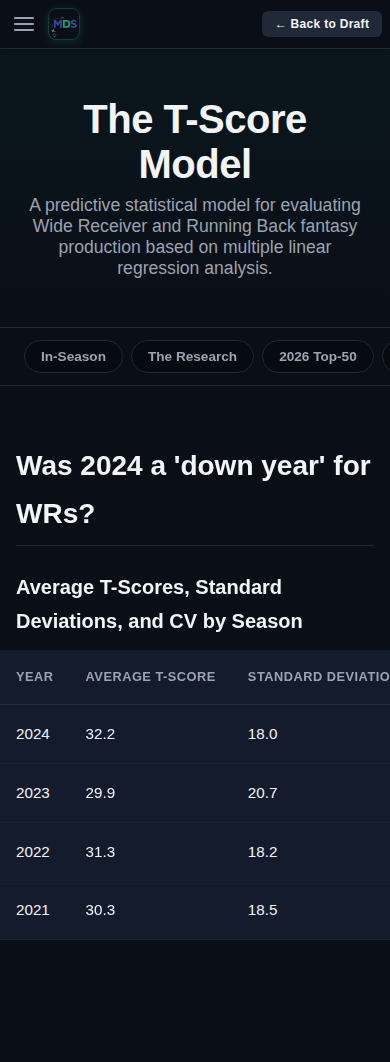 MDS
← Back to Draft
The T-Score
Model
A predictive statistical model for evaluating
Wide Receiver and Running Back fantasy
production based on multiple linear
regression analysis.
In-Season The Research 2026 Top-50
Was 2024 a 'down year' for
WRs?
Average T-Scores, Standard
Deviations, and CV by Season
YEAR AVERAGE T-SCORE STANDARD DEVIATIO
2024 32.2 18.0
2023 29.9 20.7
2022 31.3 18.2
2021 30.3 18.5